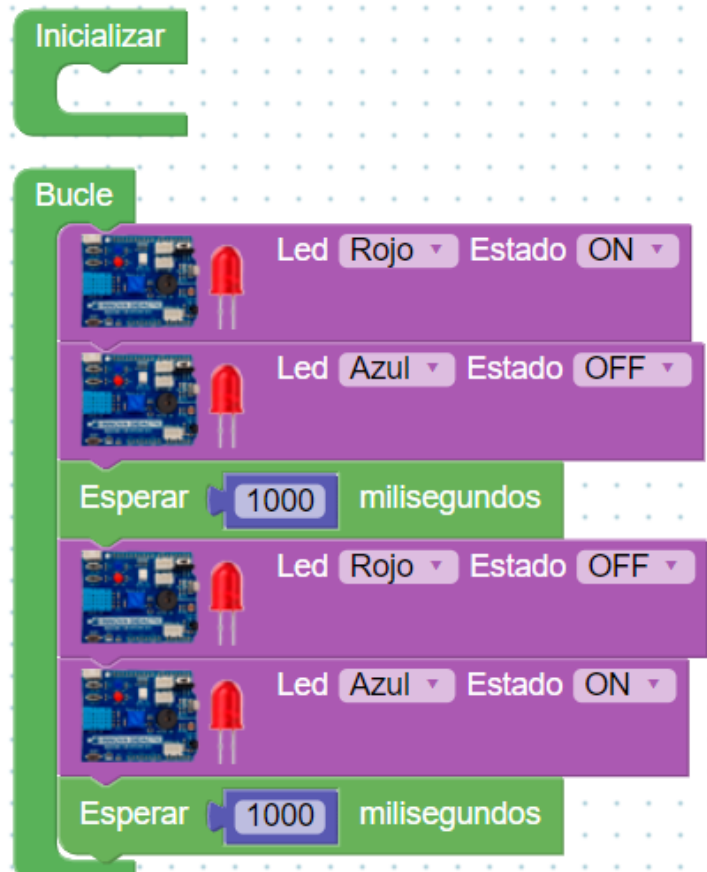 Inicializar
Bucle
Led Rojo Estado ON
Led Azul Estado OFF
Esperar 1000 milisegundos
Led Rojo Estado OFF
Led Azul Estado ON
Esperar 1000 milisegundos